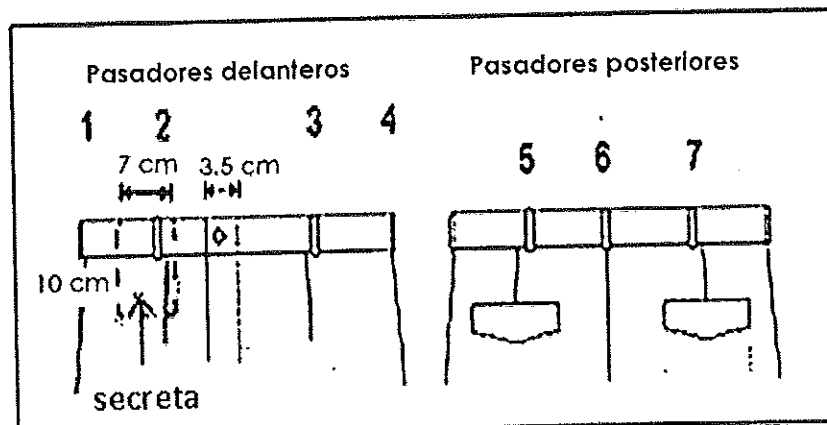 Pasadores delanteros
Pasadores posteriores
1 2 3 4
7 cm 3.5 cm
5 6 7
10 cm
secreta